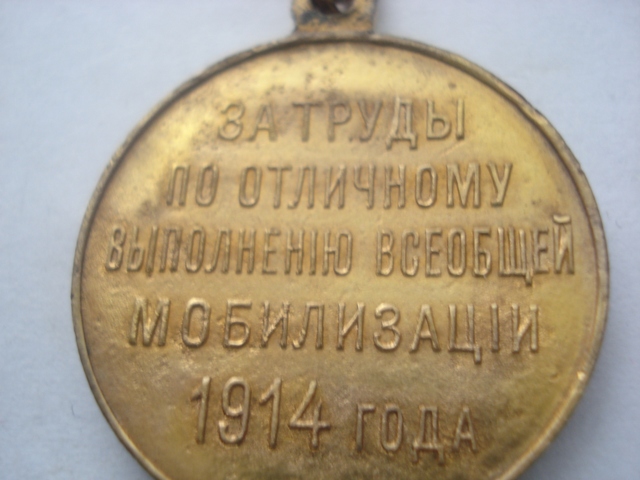 ЗА ТРУДЫ
ПО ОТЛИЧНОМУ
ВЫПОЛНЕНІЮ ВСЕОБЩЕЙ
МОБИЛИЗАЦІИ
1914 ГОДА